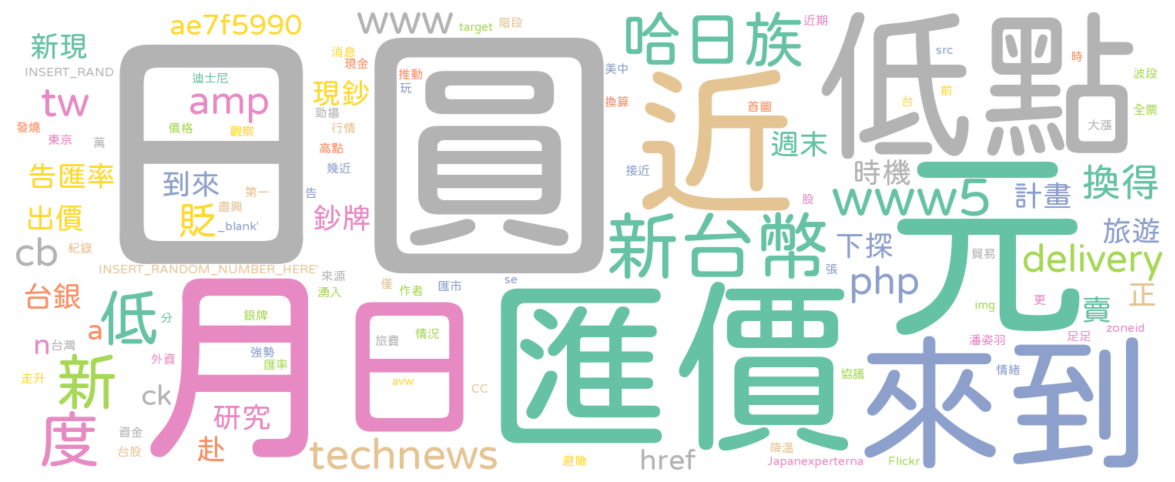 ae7f5990
www
target
階段
哈日族
近期
低點
新現
INSERT_RAND
消息
現金
推動
玩
美中
src
時
波段
迪士尼
tw
amp
現鈔
換算
首圖
近
台
前
全票
發燒
東京
萬
價格
觀察
勁揚
行情
大漲
日圓
高點
週末
時機
換得
告匯率
到來
第一
告
幾近
接近
www5
計畫
出價
貶
盡興
_blank'
鈔牌
股
元
旅遊
cb
紀錄
新台幣
下探
貿易
delivery
INSERT_RANDOM_NUMBER_HERE'
來源
湧入
僅
作者
匯市
se
張
php
正
台銀
低
月
銀牌
日
情況
匯價
img
更
賣
a
分
n
台灣
外資
強勢
匯率
旅費
潘姿羽
足足
zoneid
走升
新
ck
avw
CC
協議
來到
情緒
度
資金
台股
研究
赴
technews
避險
href
降溫
Japanexperterna
Flickr